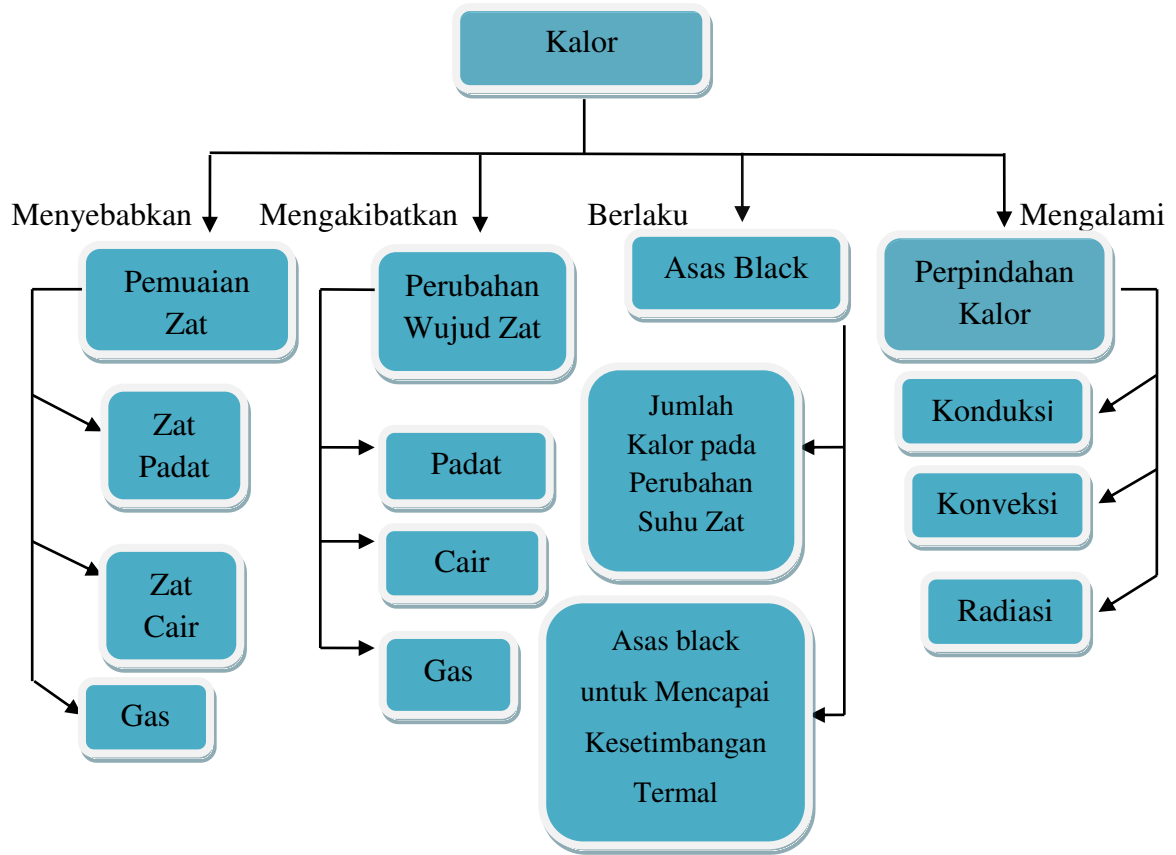 Kalor
Menyebabkan
Mengakibatkan
Berlaku
Mengalami
Pemuaian
Zat
Zat
Padat
Zat
Cair
Gas
Perubahan
Wujud Zat
Padat
Cair
Gas
Asas Black
Jumlah
Kalor pada
Perubahan
Suhu Zat
Asas black
untuk Mencapai
Kesetimbangan
Termal
Perpindahan
Kalor
Konduksi
Konveksi
Radiasi